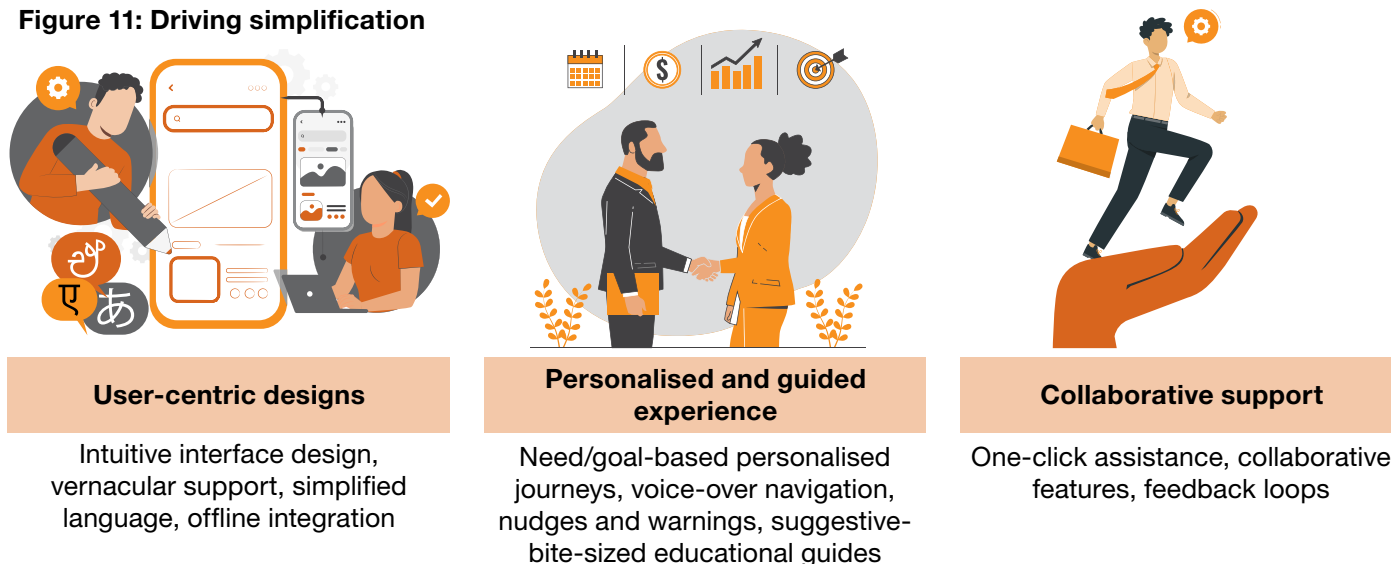 Figure 11: Driving simplification
$
ए
あ
User-centric designs
Intuitive interface design,
vernacular support, simplified
language, offline integration
Personalised and guided
experience
Need/goal-based personalised
journeys, voice-over navigation,
nudges and warnings, suggestive-
bite-sized educational guides
Collaborative support
One-click assistance, collaborative
features, feedback loops